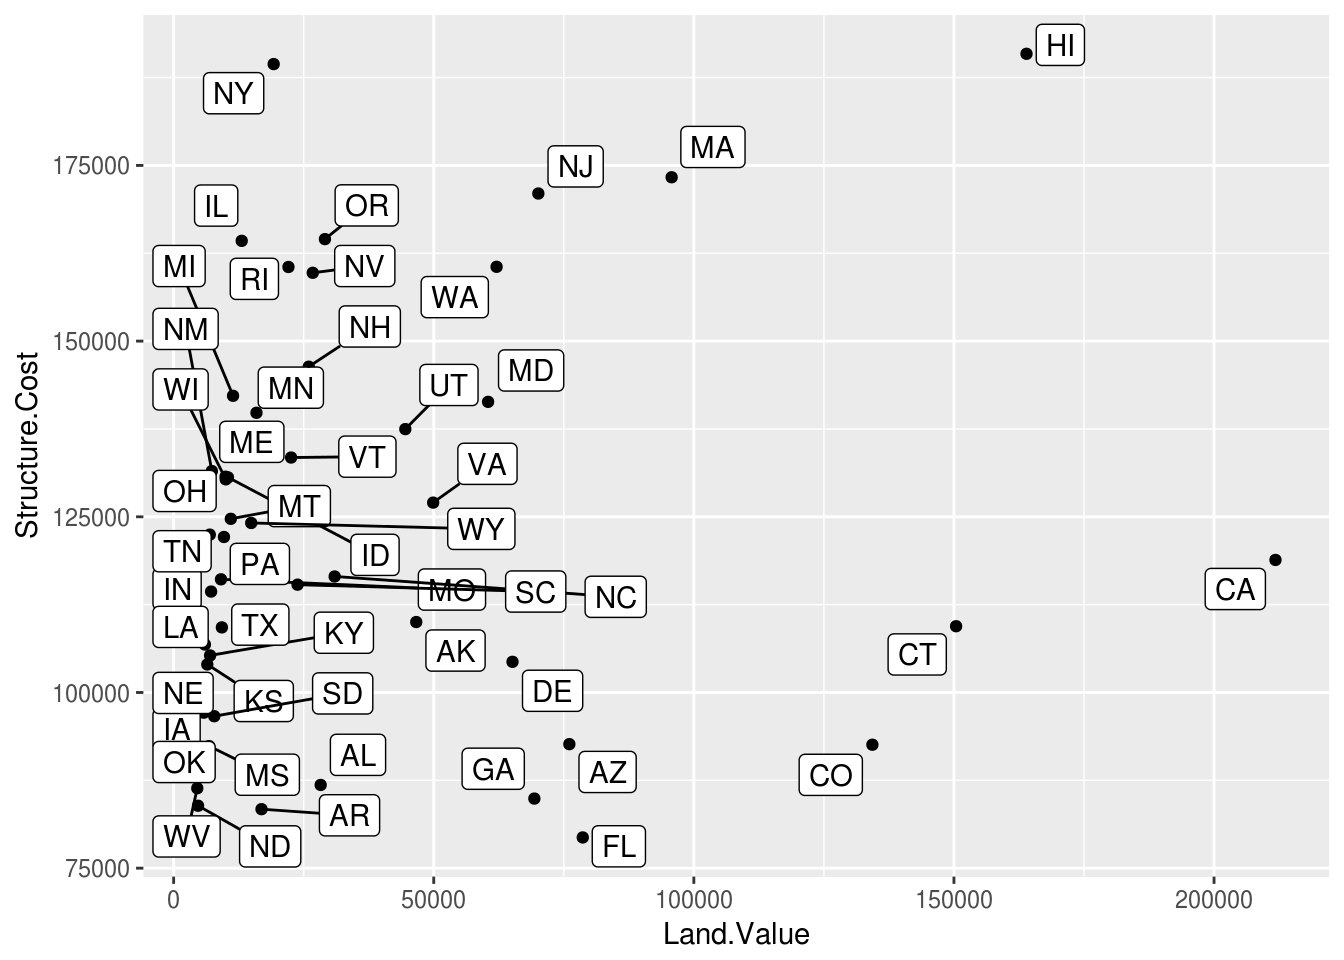 HI
NY
MA
NJ
175000
IL
OR
MI
RI
NV
WA
NM
NH
150000
MD
WI
MN
UT
ME
VT
VA
OH
MT
125000
WY
TN
ID
PA
IN
MO
SC
NC
CA
LA
TX
KY
AK
CT
100000
NE
KS
SD
DE
IA
OK
MS
AL
GA
AZ
CO
AR
WV
ND
FL
75000
0
50000
100000
150000
200000
Land.Value
Structure.Cost